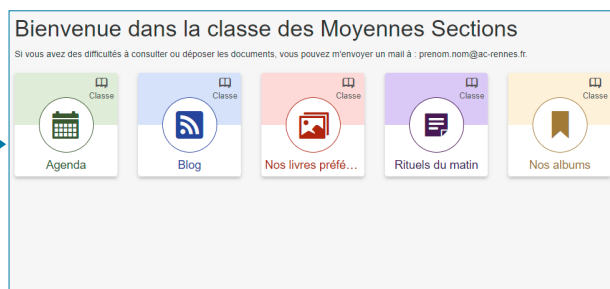 Bienvenue dans la classe des Moyennes Sections
Si vous avez des difficultés à consulter ou déposer les documents, vous pouvez m'envoyer un mail à : prenom.nom@ac-rennes.fr.
Classe
Classe
Classe
Classe
Classe
Agenda
Blog
Nos livres préfé...
Rituels du matin
Nos albums